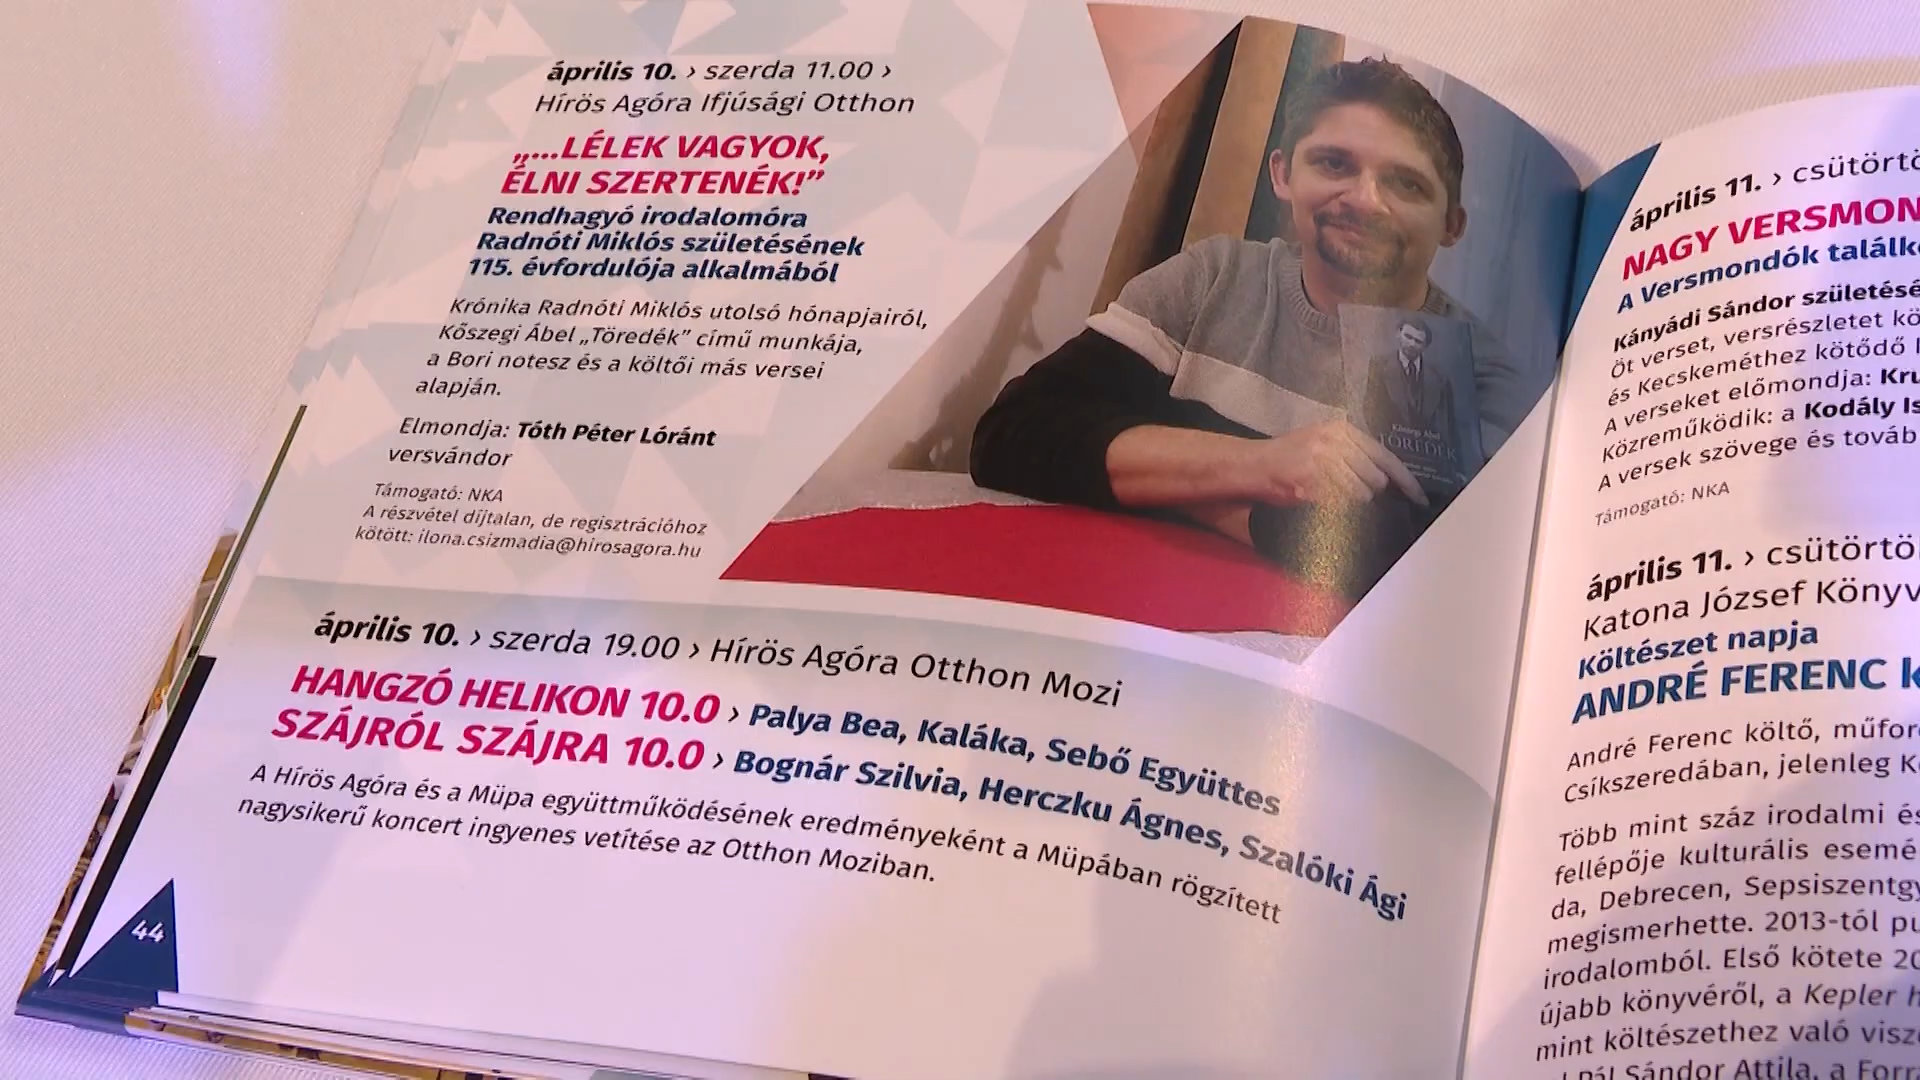 április 10. › szerda 11.00 ›
Hírös Agóra Ifjúsági Otthon
„...LÉLEK VAGYOK,
ÉLNI SZERTENÉK!”
Rendhagyó irodalomóra
Radnóti Miklós születésének
115. évfordulója alkalmából
Krónika Radnóti Miklós utolsó hónapjairól,
Kőszegi Ábel „Töredék” című munkája,
a Bori notesz és a költői más versei
alapján.
Elmondja: Tóth Péter Lóránt
versvándor
Támogató: NKA
A részvétel díjtalan, de regisztrációhoz
kötött: ilona.csizmadia@hirosagora.hu
Kőszegi Ábel
TÖREDÉK
április 10. › szerda 19.00 › Hírös Agóra Otthon Mozi
HANGZÓ HELIKON 10.0 › Palya Bea, Kaláka, Sebő Együttes
SZÁJRÓL SZÁJRA 10.0 › Bognár Szilvia, Herczku Ágnes, Szalóki Ági
A Hírös Agóra és a Müpa együttműködésének eredményeként a Müpában rögzített
nagysikerű koncert ingyenes vetítése az Otthon Moziban.
44
április 11. › csütörtö
NAGY VERSMON
A Versmondók találk
Kányádi Sándor születésé
Öt verset, versrészletet kö
és Kecskeméthez kötődő
A verseket előmondja: Kru
Közreműködik: a Kodály Is
A versek szövege és továb
Támogató: NKA
április 11. › csütörtö
Katona József Könyv
Költészet napja
ANDRÉ FERENC k
André Ferenc költő, műfor
Csíkszeredában, jelenleg K
Több mint száz irodalmi és
fellépője kulturális esemé
da, Debrecen, Sepsiszentgy
megismerhette. 2013-tól pu
irodalomból. Első kötete 20
újabb könyvéről, a Kepler h
mint költészethez való visz
Pál Sándor Attila, a Forr